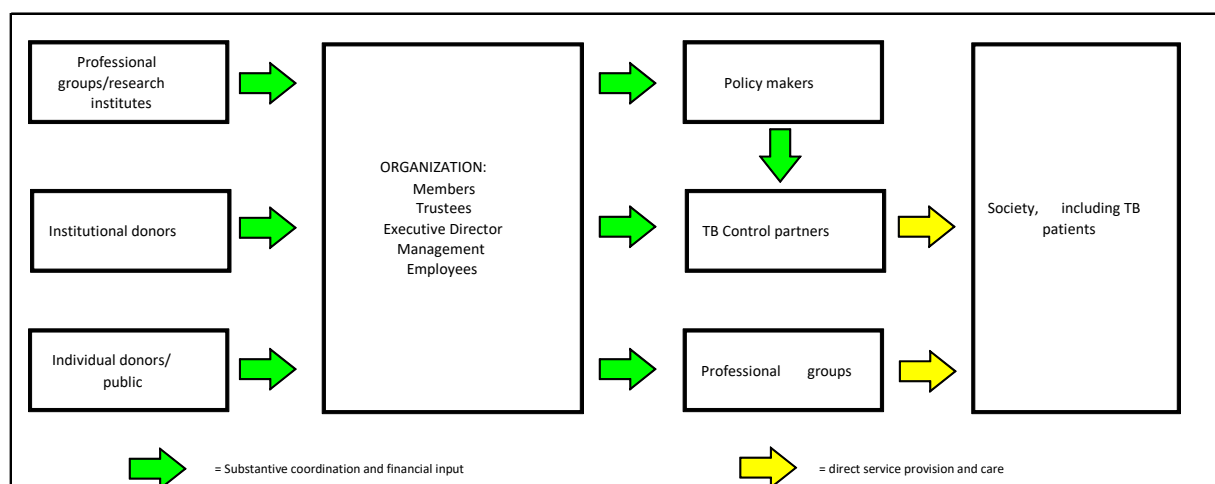 Professional
groups/research
institutes
Institutional donors
Individual donors/
public
ORGANIZATION:
Members
Trustees
Executive Director
Management
Employees
Policy makers
TB Control partners
Professional groups
Society, including TB
patients
= Substantive coordination and financial input
= direct service provision and care